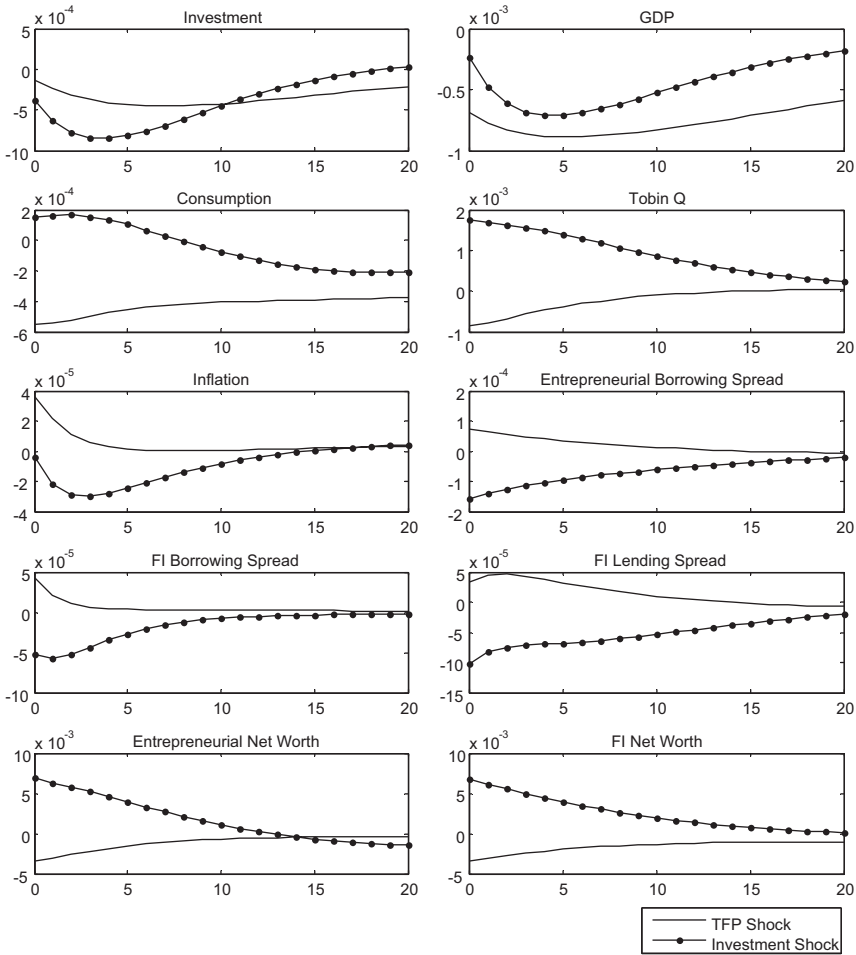 Investment
x 10⁻⁴
5
0
-5
-10
0 5 10 15 20
GDP
x 10⁻³
0
-0.5
-1
0 5 10 15 20
Consumption
x 10⁻⁴
2
0
-2
-4
-6
0 5 10 15 20
Tobin Q
x 10⁻³
2
1
0
-1
0 5 10 15 20
Inflation
x 10⁻⁵
4
2
0
-2
-4
0 5 10 15 20
Entrepreneurial Borrowing Spread
x 10⁻⁴
2
1
0
-1
-2
0 5 10 15 20
FI Borrowing Spread
x 10⁻⁵
5
0
-5
-10
0 5 10 15 20
FI Lending Spread
x 10⁻⁵
5
0
-5
-10
-15
0 5 10 15 20
Entrepreneurial Net Worth
x 10⁻³
10
5
0
-5
0 5 10 15 20
FI Net Worth
x 10⁻³
10
5
0
-5
0 5 10 15 20
TFP Shock
Investment Shock